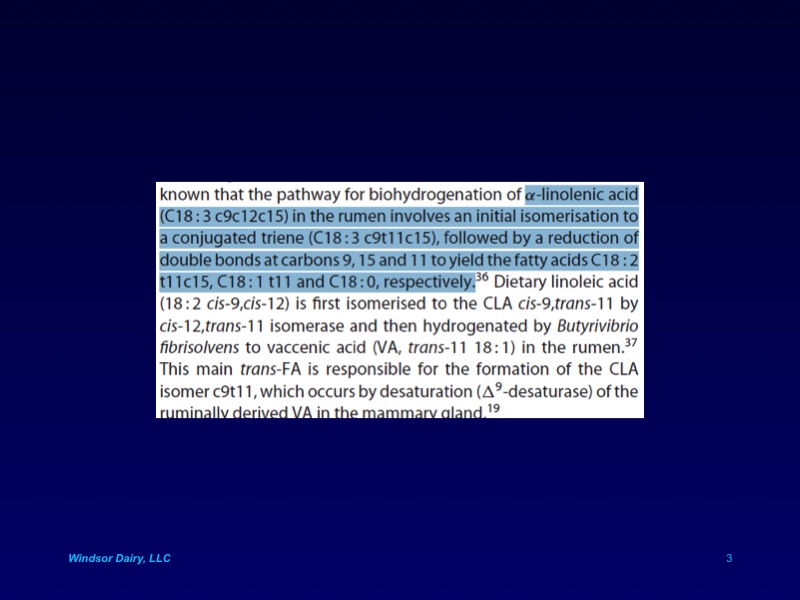 known that the pathway for biohydrogenation of α-linolenic acid
(C18 : 3 c9c12c15) in the rumen involves an initial isomerisation to
a conjugated triene (C18 : 3 c9t11c15), followed by a reduction of
double bonds at carbons 9, 15 and 11 to yield the fatty acids C18 : 2
t11c15, C18 : 1 t11 and C18 : 0, respectively.36 Dietary linoleic acid
(18 : 2 cis-9,cis-12) is first isomerised to the CLA cis-9,trans-11 by
cis-12,trans-11 isomerase and then hydrogenated by Butyrivibrio
fibrisolvens to vaccenic acid (VA, trans-11 18 : 1) in the rumen.37
This main trans-FA is responsible for the formation of the CLA
isomer c9t11, which occurs by desaturation (Δ9-desaturase) of the
ruminally derived VA in the mammary gland.19
Windsor Dairy, LLC
3